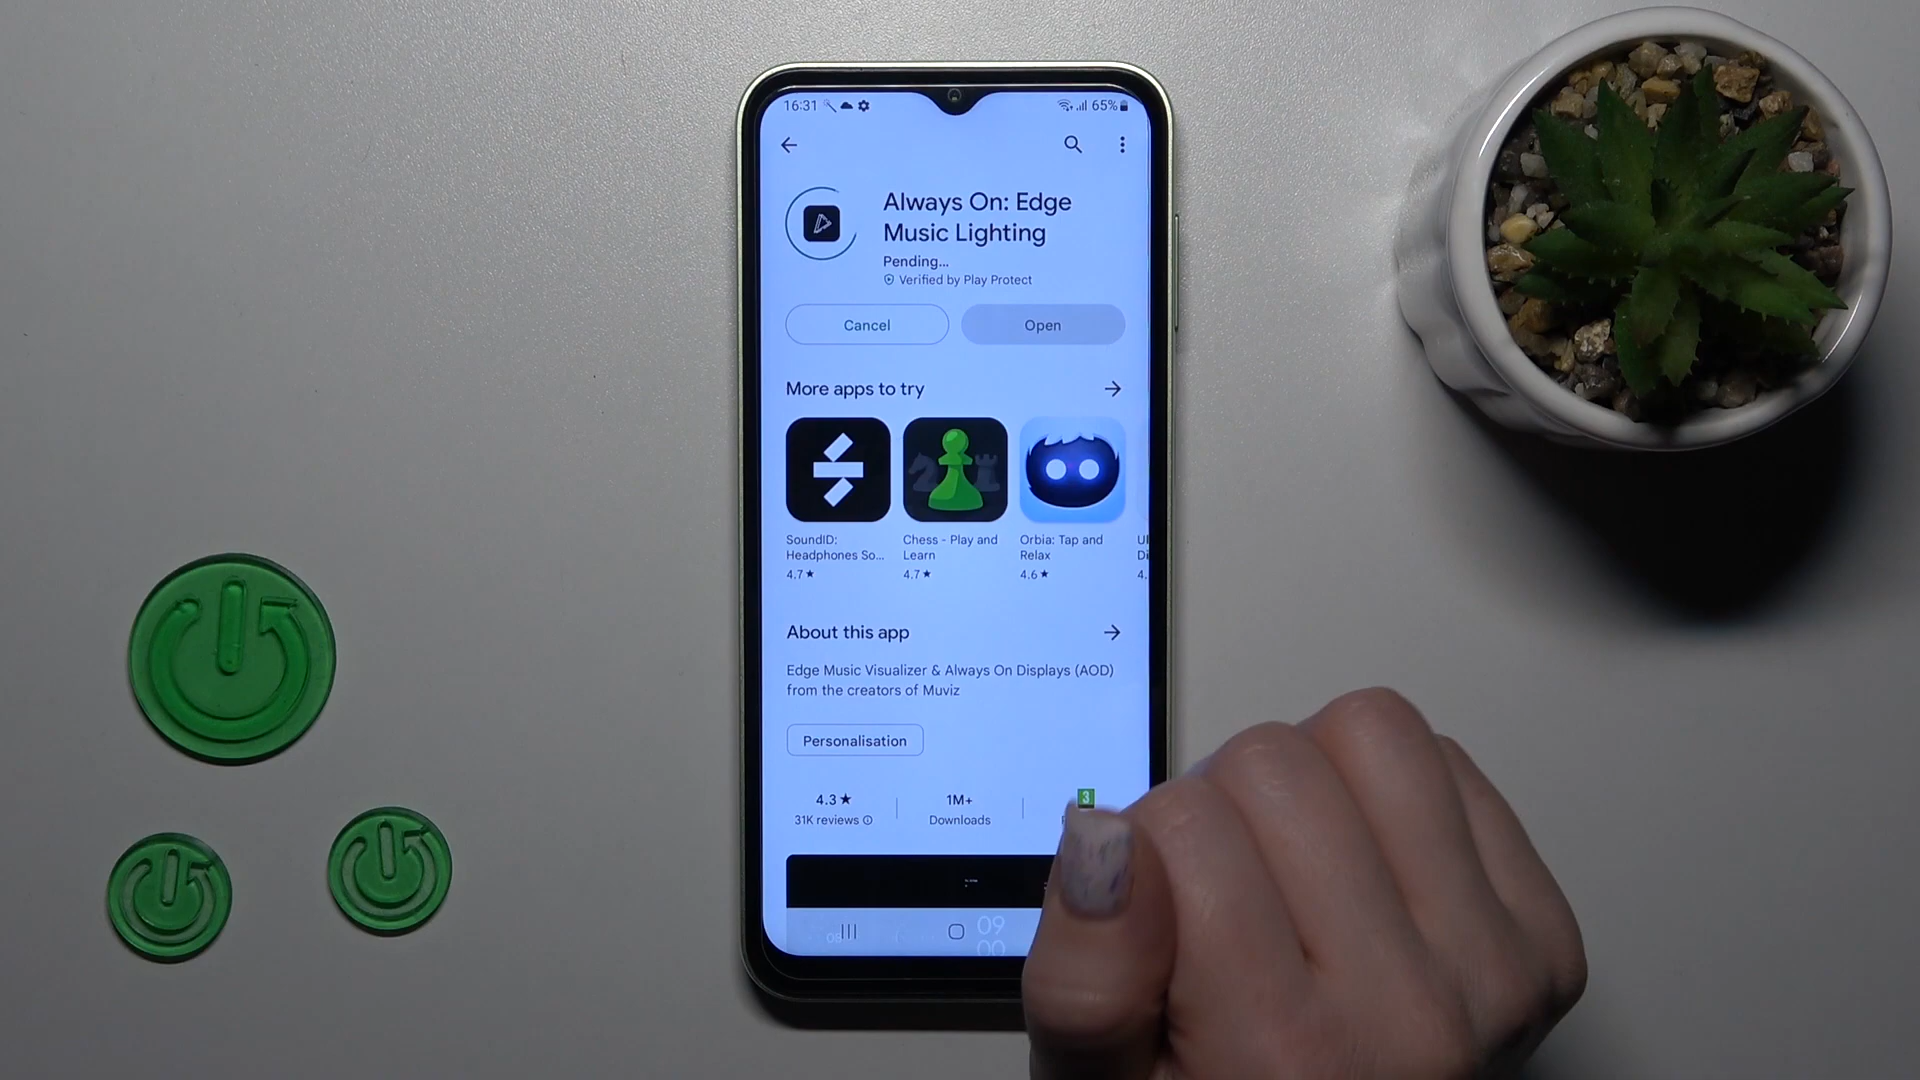 16:31
65%
Always On: Edge
Music Lighting
Pending...
Verified by Play Protect
Cancel
Open
More apps to try
SoundID:
Headphones So...
4.7★
Chess - Play and
Learn
4.7★
Orbia: Tap and
Relax
4.6★
4.
About this app
Edge Music Visualizer & Always On Displays (AOD)
from the creators of Muviz
Personalisation
4.3★
31K reviews
1M+
Downloads
3
09
00